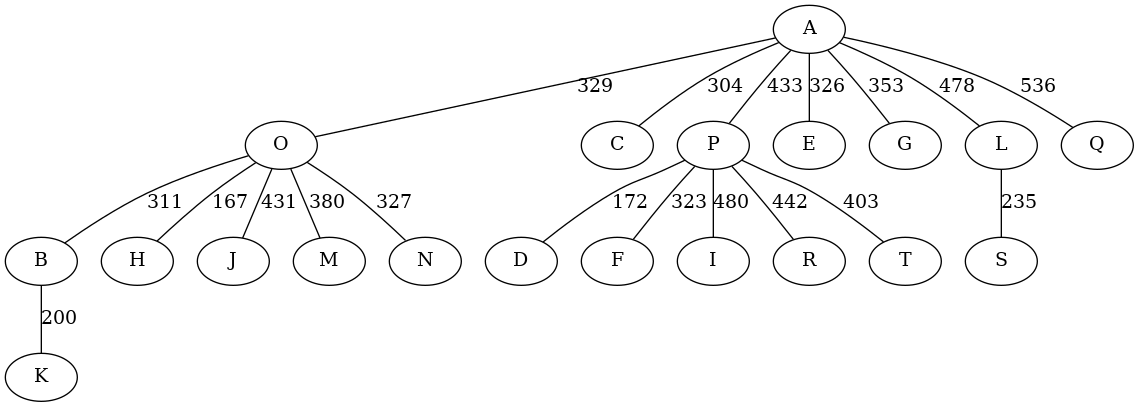 A
329 304 433 326 353 478 536
O C P E G L Q
311 167 431 380 327 172 323 480 442 403 235
B H J M N D F I R T S
200
K